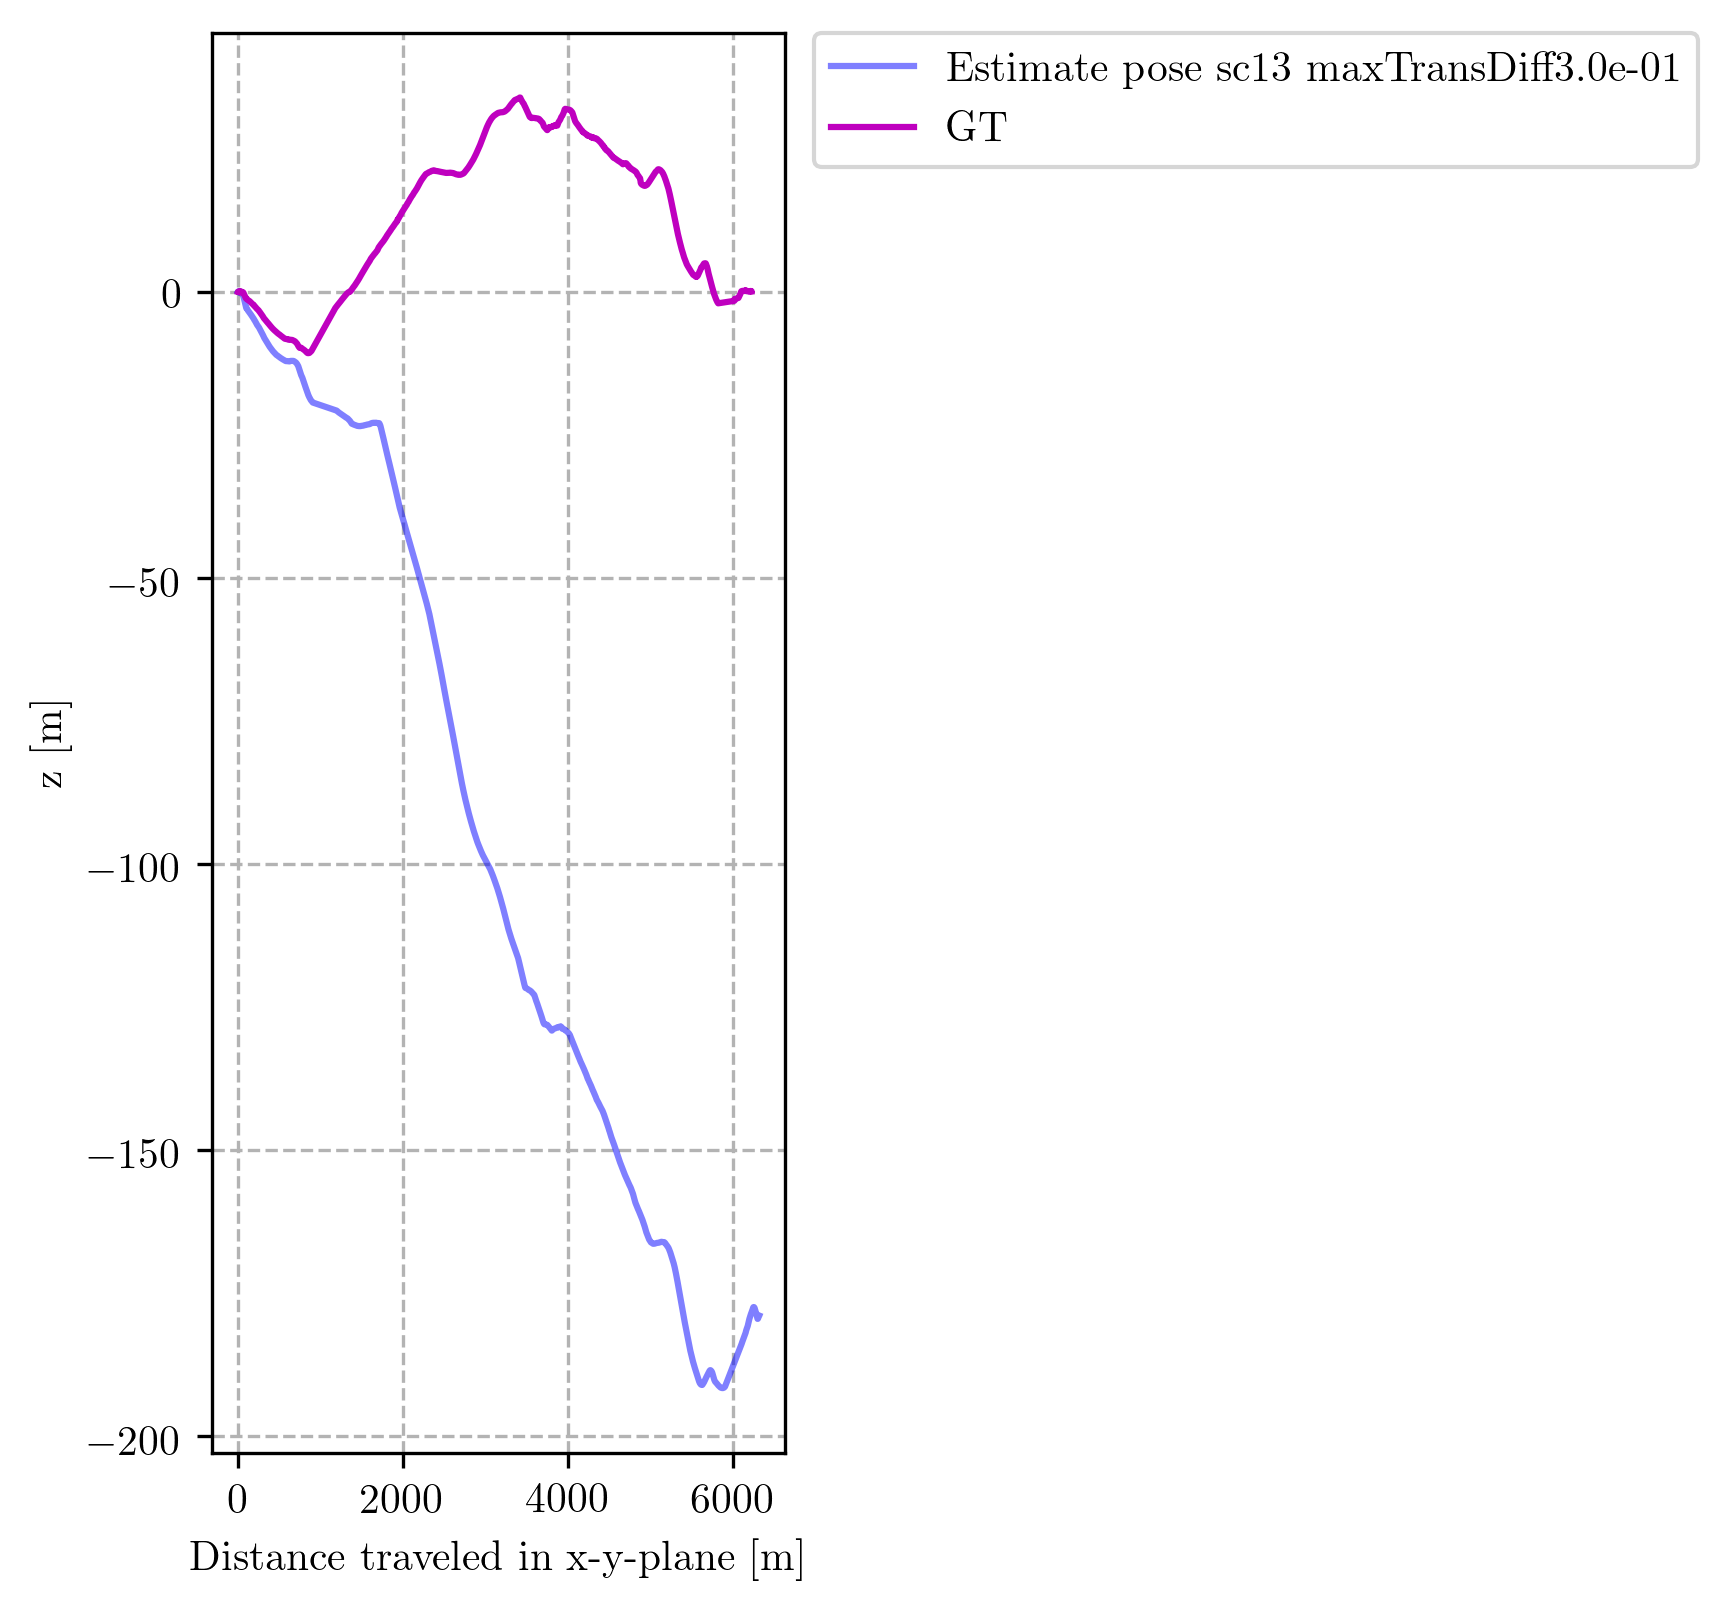 Estimate pose sc13 maxTransDiff3.0e-01
GT
0
−50
−100
−150
−200
z [m]
0 2000 4000 6000
Distance traveled in x-y-plane [m]